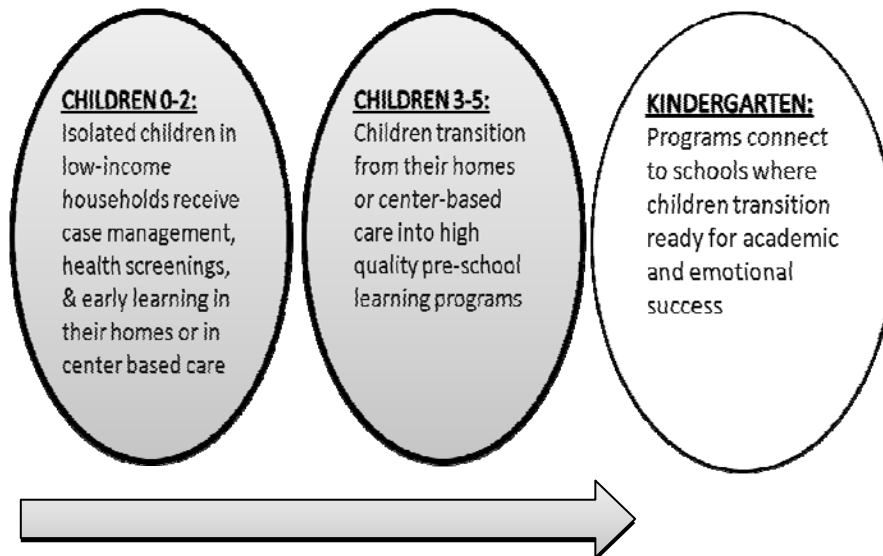 CHILDREN 0-2:
Isolated children in
low-income
households receive
case management,
health screenings,
& early learning in
their homes or in
center based care
CHILDREN 3-5:
Children transition
from their homes
or center-based
care into high
quality pre-school
learning programs
KINDERGARTEN:
Programs connect
to schools where
children transition
ready for academic
and emotional
success